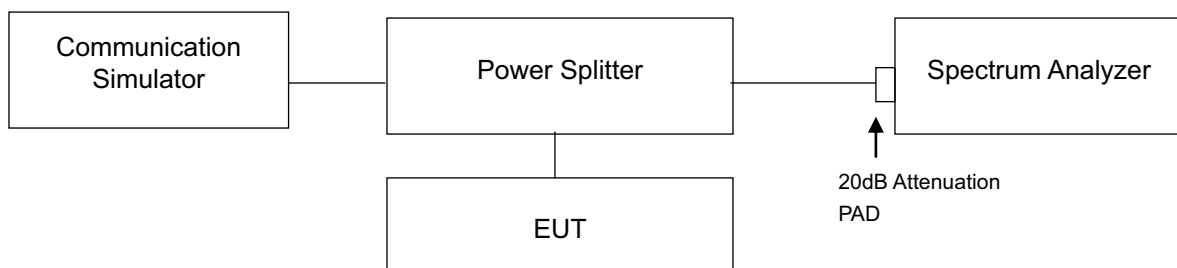 Communication
Simulator
Power Splitter
Spectrum Analyzer
20dB Attenuation
PAD
EUT